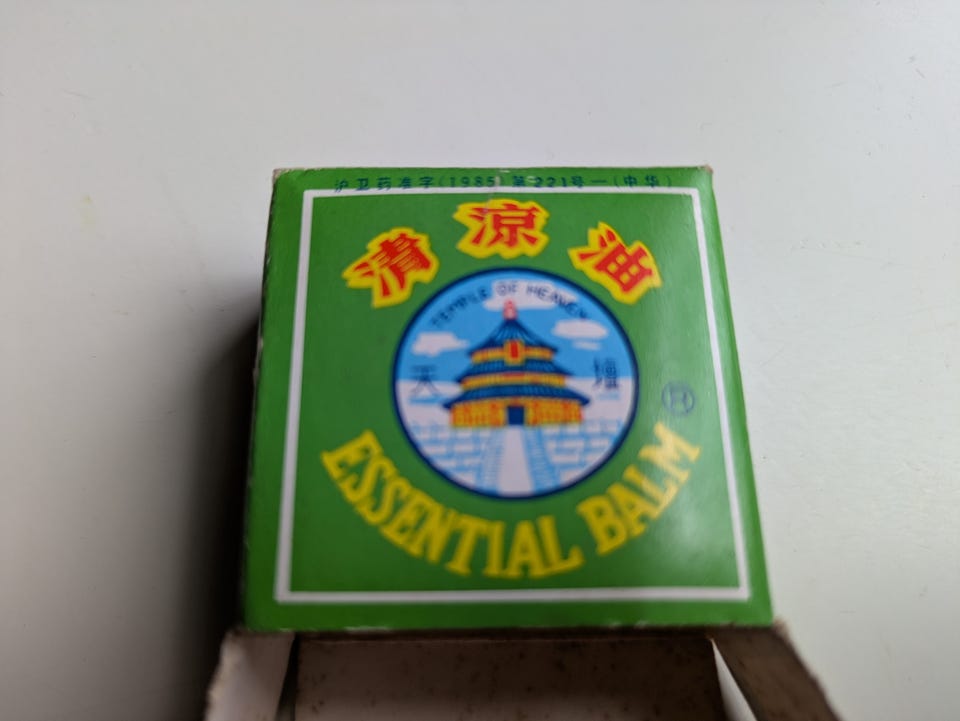 沪卫药准字(1985)第221号—(中华)
清凉油
TEMPLE OF HEAVEN
天 壇
ESSENTIAL BALM
®